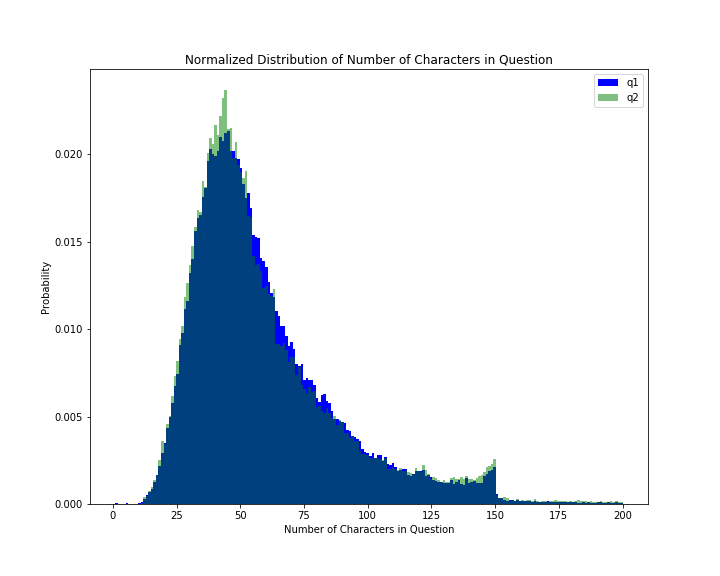 Normalized Distribution of Number of Characters in Question
q1
q2
0.020
0.015
0.010
0.005
0.000
Probability
0 25 50 75 100 125 150 175 200
Number of Characters in Question